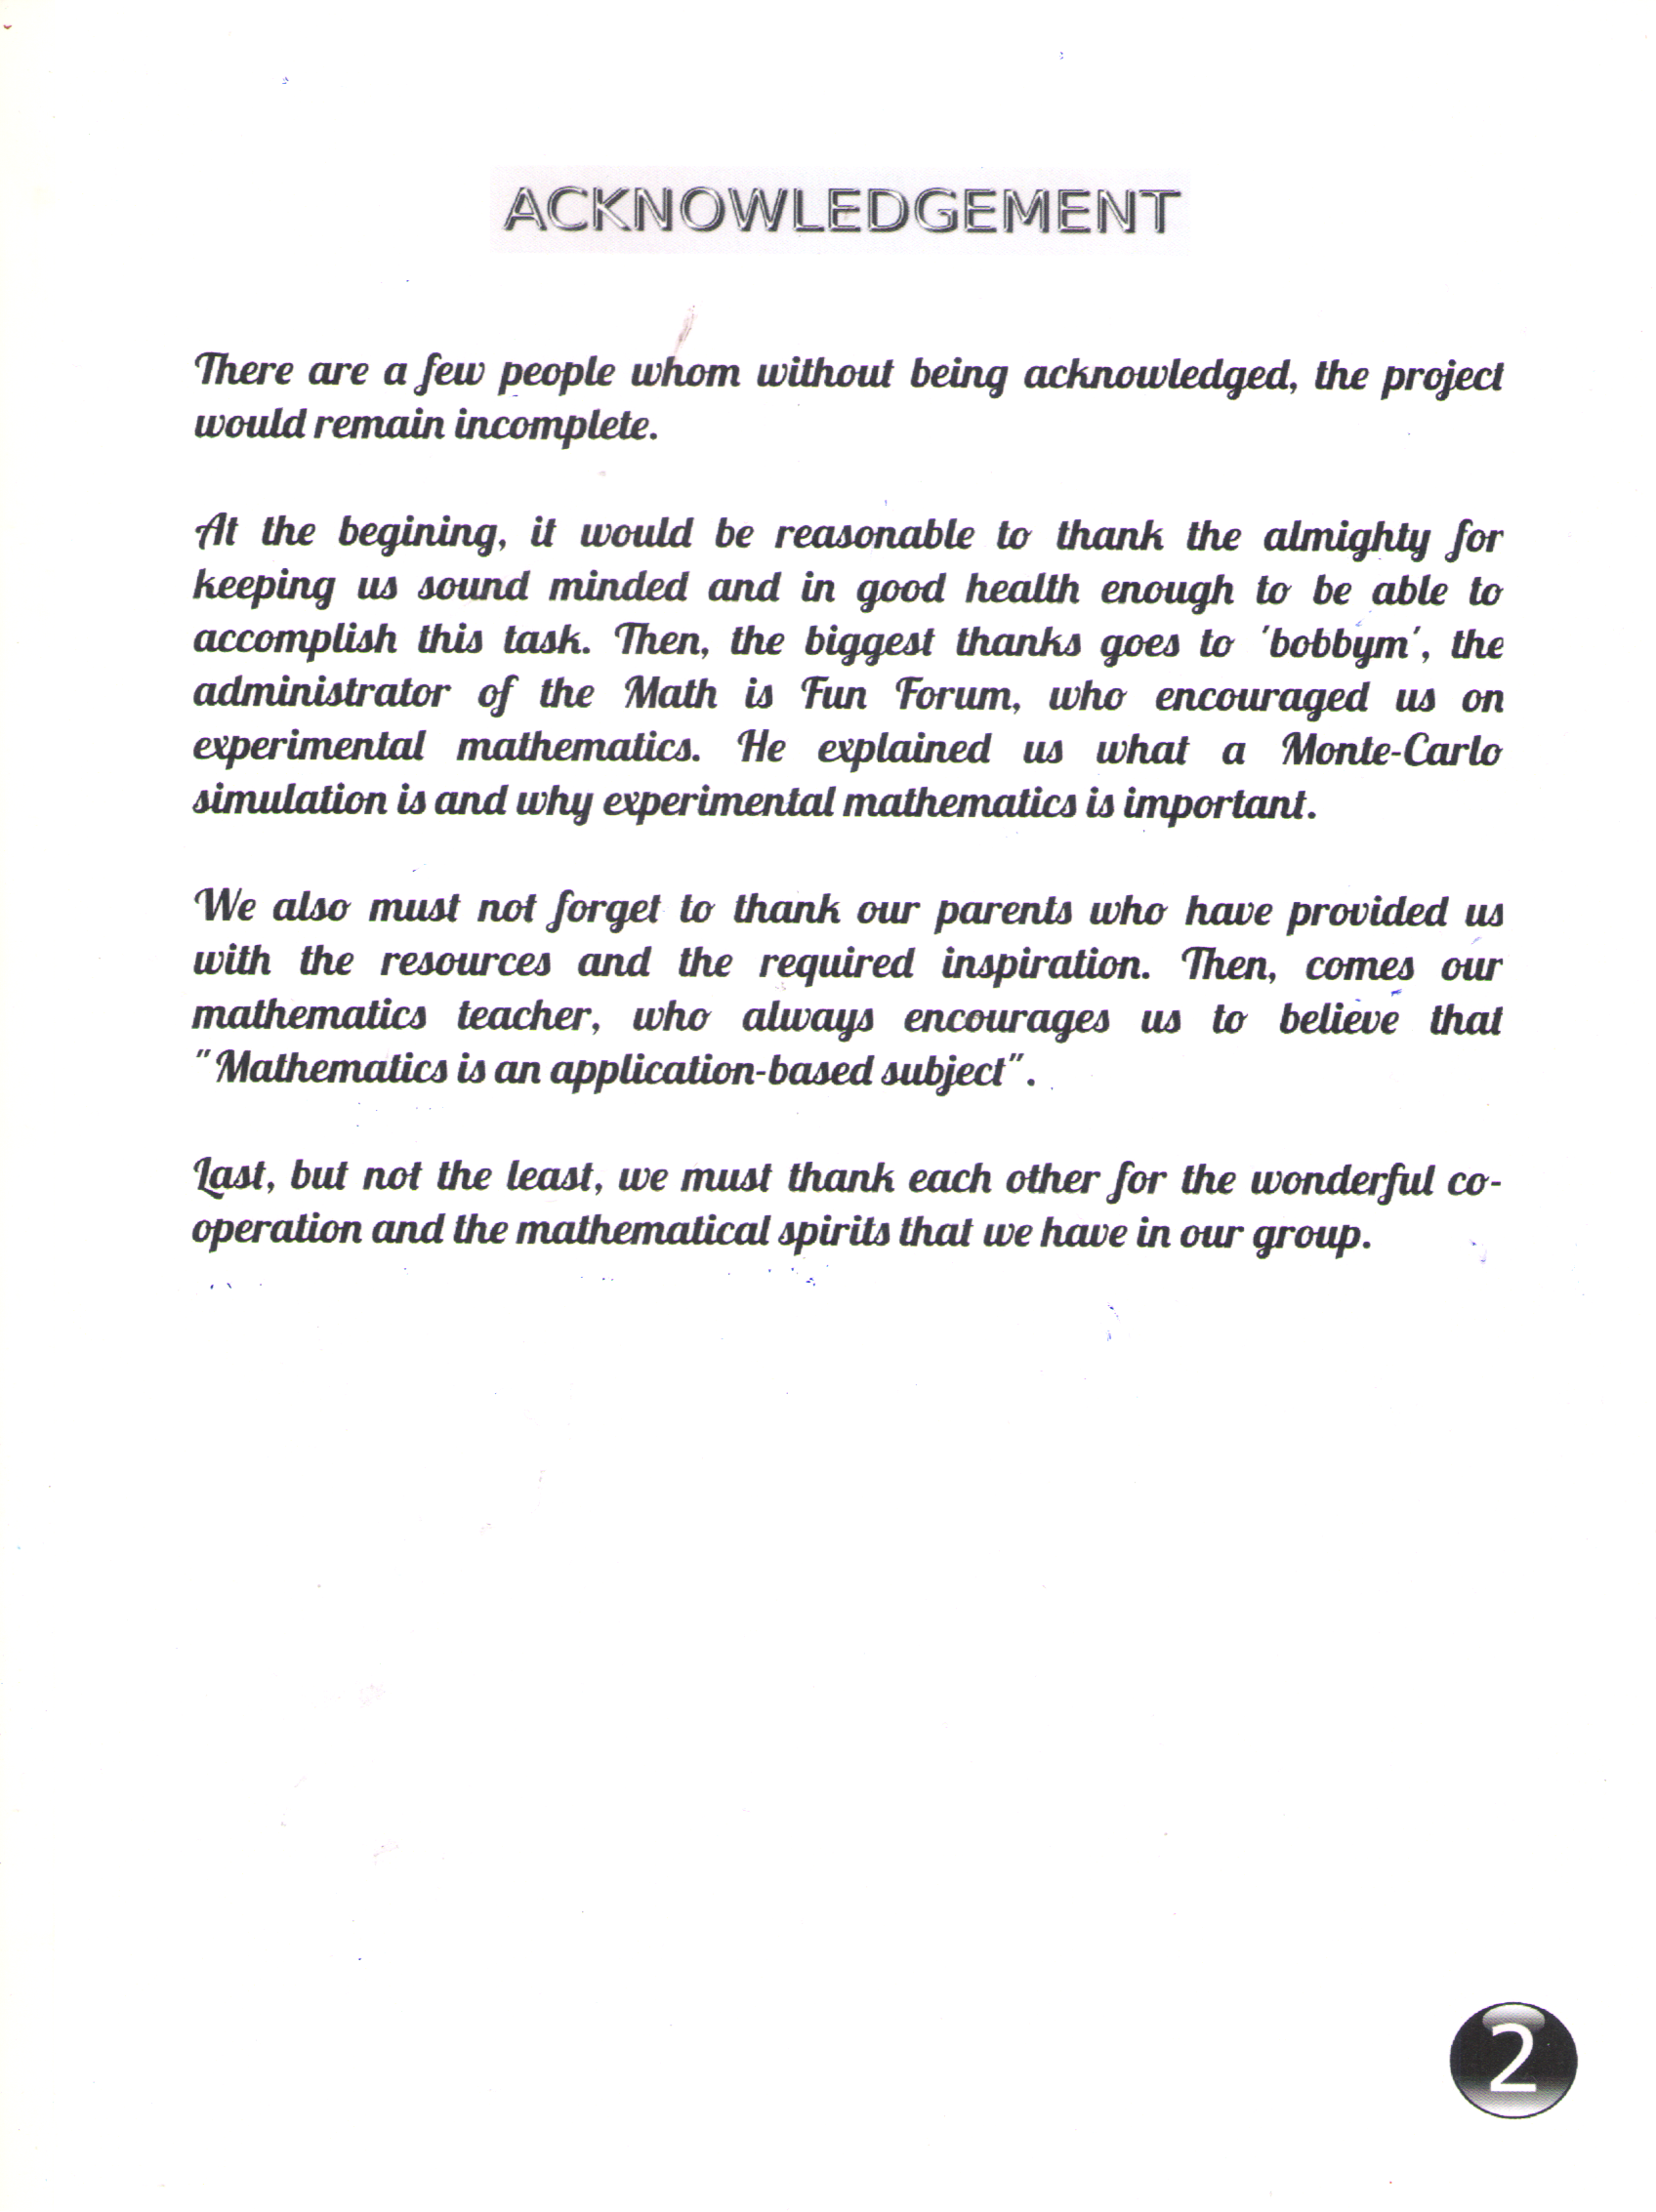 ACKNOWLEDGEMENT
There are a few people whom without being acknowledged, the project
would remain incomplete.
At the begining, it would be reasonable to thank the almighty for
keeping us sound minded and in good health enough to be able to
accomplish this task. Then, the biggest thanks goes to 'bobbym', the
administrator of the Math is Fun Forum, who encouraged us on
experimental mathematics. He explained us what a Monte-Carlo
simulation is and why experimental mathematics is important.
We also must not forget to thank our parents who have provided us
with the resources and the required inspiration. Then, comes our
mathematics teacher, who always encourages us to believe that
"Mathematics is an application-based subject".
Last, but not the least, we must thank each other for the wonderful co-
operation and the mathematical spirits that we have in our group.
2